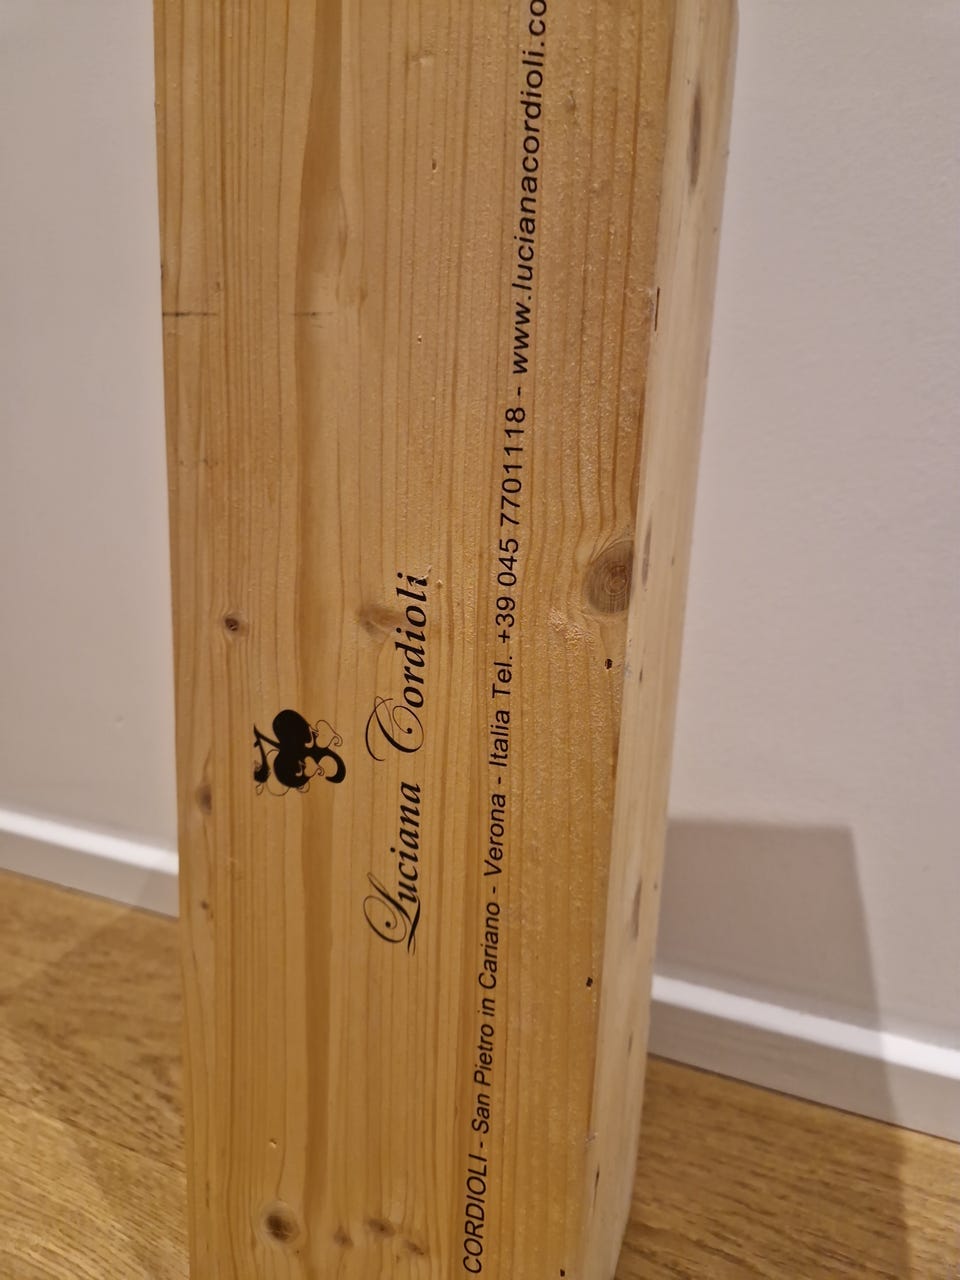 Luciana Cordioli
CORDIOLI - San Pietro in Cariano - Verona - Italia Tel. +39 045 7701118 - www.lucianacordioli.co